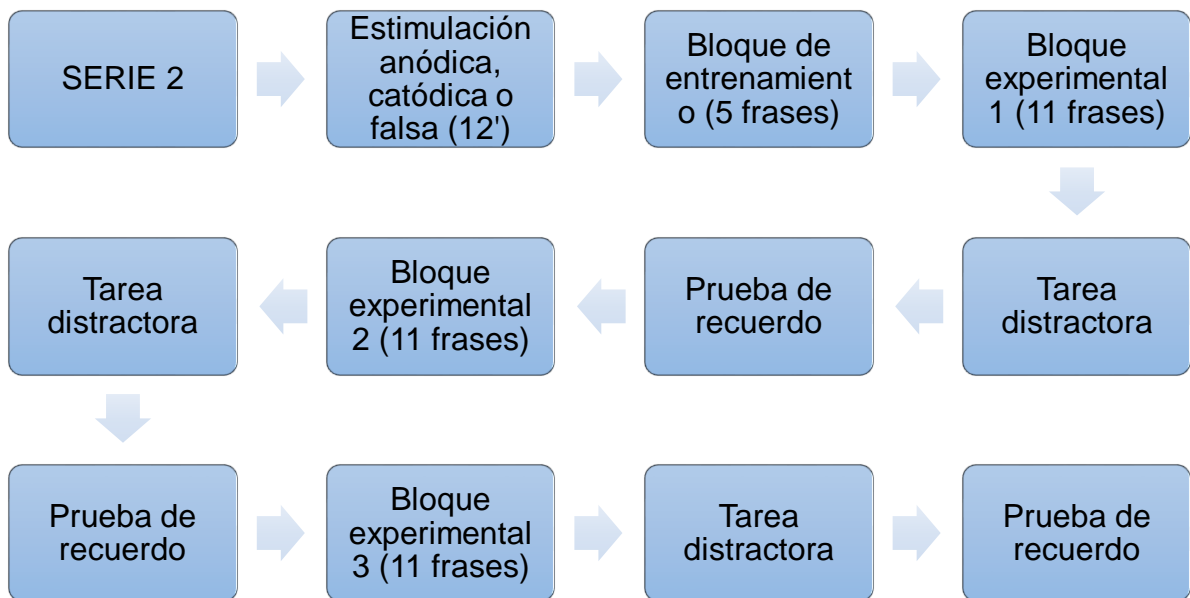 SERIE 2
Estimulación
anódica,
catódica o
falsa (12')
Bloque de
entrenamient
o (5 frases)
Bloque
experimental
1 (11 frases)
Tarea
distractora
Prueba de
recuerdo
Bloque
experimental
2 (11 frases)
Tarea
distractora
Prueba de
recuerdo
Bloque
experimental
3 (11 frases)
Tarea
distractora
Prueba de
recuerdo